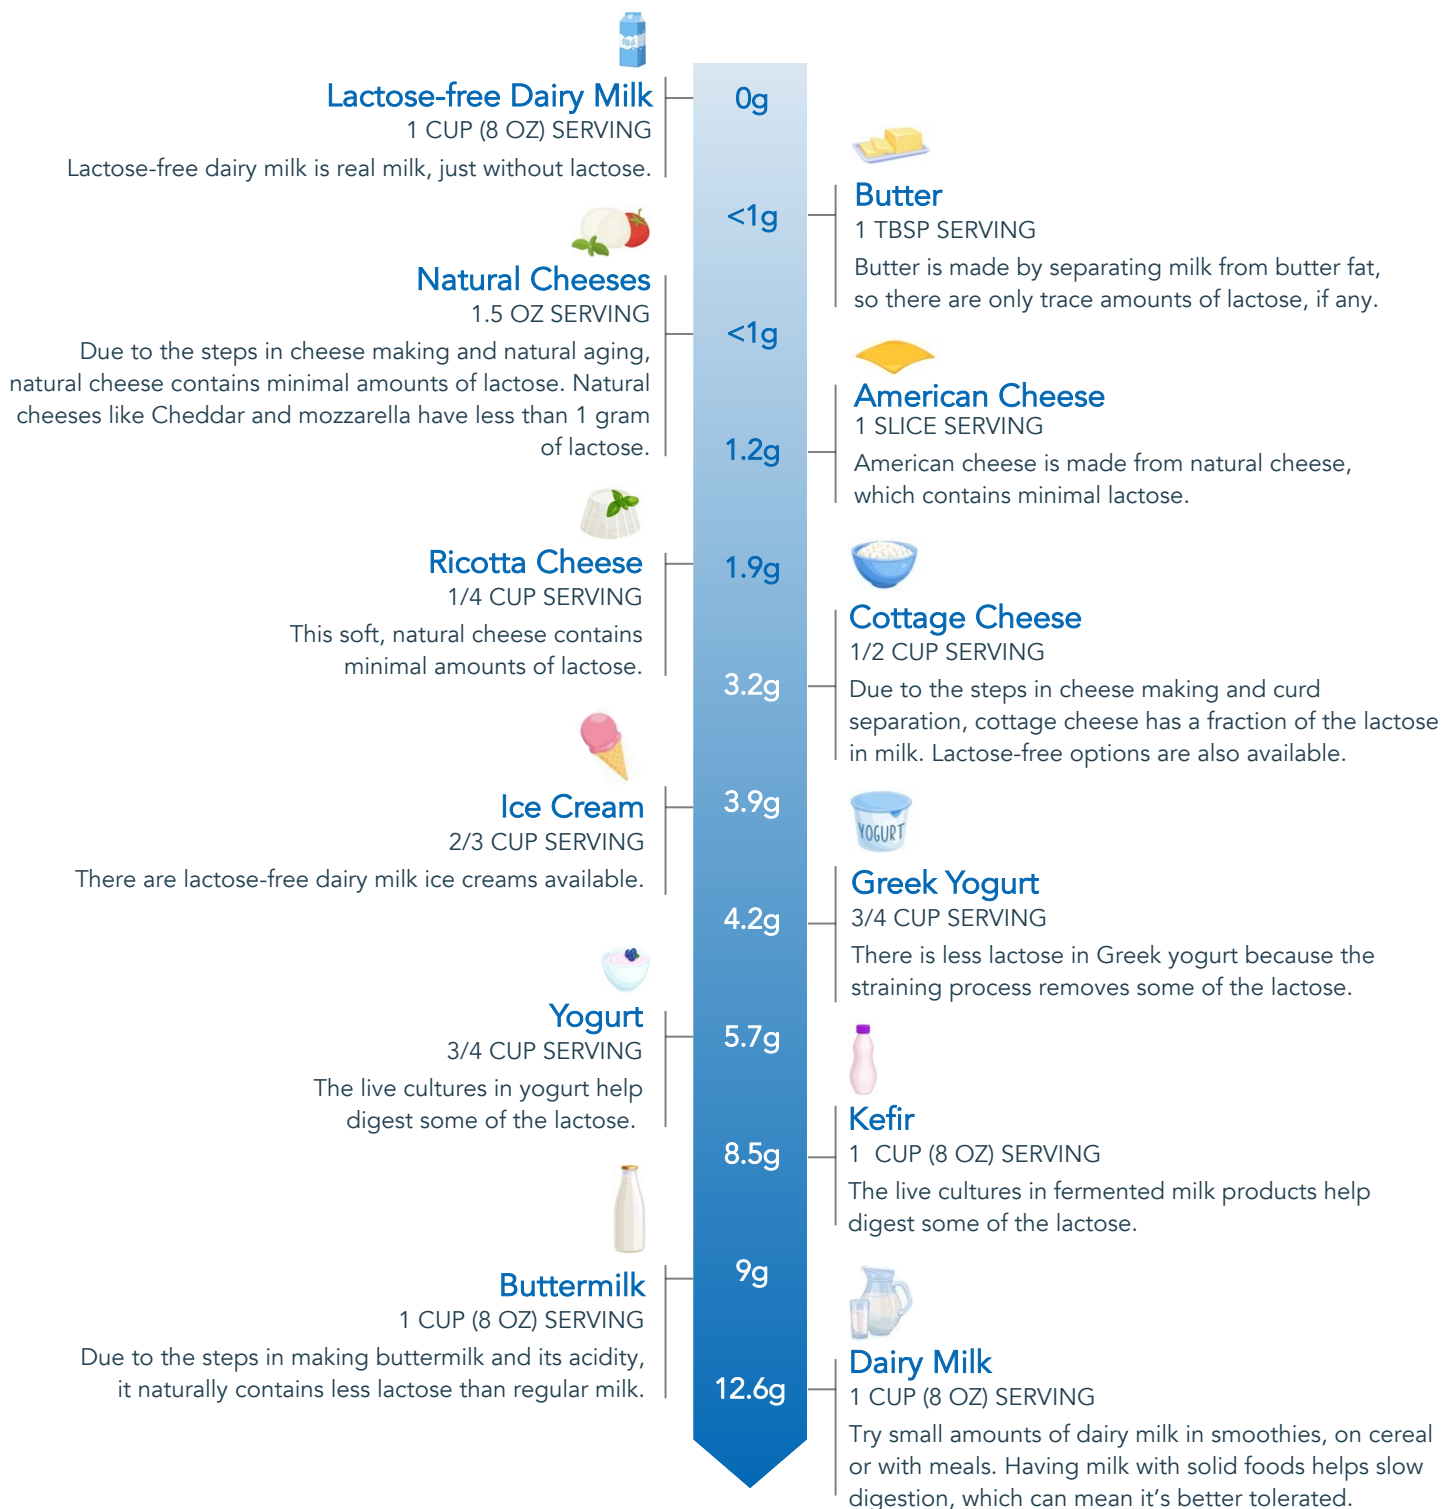 Milk
Lactose-free Dairy Milk
1 CUP (8 OZ) SERVING
Lactose-free dairy milk is real milk, just without lactose.
0g
Butter
1 TBSP SERVING
Butter is made by separating milk from butter fat,
so there are only trace amounts of lactose, if any.
<1g
Natural Cheeses
1.5 OZ SERVING
Due to the steps in cheese making and natural aging,
natural cheese contains minimal amounts of lactose. Natural
cheeses like Cheddar and mozzarella have less than 1 gram
of lactose.
<1g
American Cheese
1 SLICE SERVING
American cheese is made from natural cheese,
which contains minimal lactose.
1.2g
Ricotta Cheese
1/4 CUP SERVING
This soft, natural cheese contains
minimal amounts of lactose.
1.9g
Cottage Cheese
1/2 CUP SERVING
Due to the steps in cheese making and curd
separation, cottage cheese has a fraction of the lactose
in milk. Lactose-free options are also available.
3.2g
Ice Cream
2/3 CUP SERVING
There are lactose-free dairy milk ice creams available.
3.9g
YOGURT
Greek Yogurt
3/4 CUP SERVING
There is less lactose in Greek yogurt because the
straining process removes some of the lactose.
4.2g
Yogurt
3/4 CUP SERVING
The live cultures in yogurt help
digest some of the lactose.
5.7g
Kefir
1 CUP (8 OZ) SERVING
The live cultures in fermented milk products help
digest some of the lactose.
8.5g
Buttermilk
1 CUP (8 OZ) SERVING
Due to the steps in making buttermilk and its acidity,
it naturally contains less lactose than regular milk.
9g
Dairy Milk
1 CUP (8 OZ) SERVING
Try small amounts of dairy milk in smoothies, on cereal
or with meals. Having milk with solid foods helps slow
digestion, which can mean it's better tolerated.
12.6g